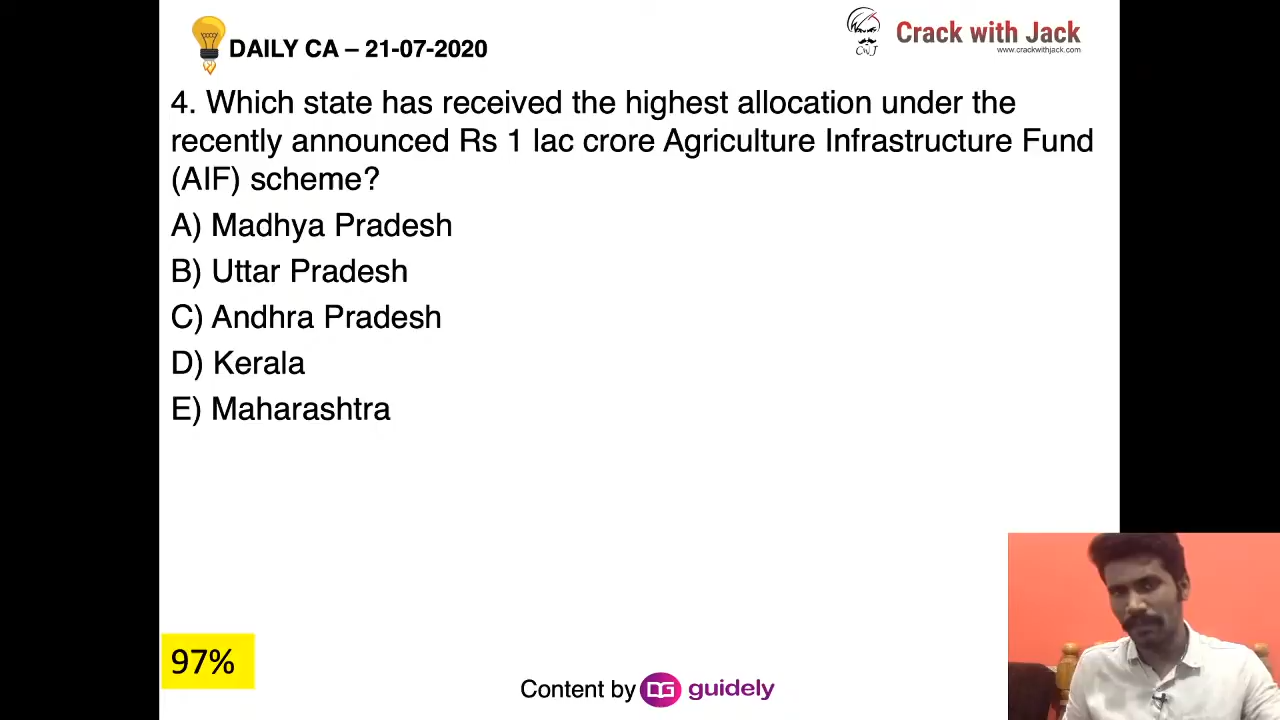 DAILY CA – 21-07-2020
Crack with Jack
www.crackwithjack.com
CWJ
4. Which state has received the highest allocation under the
recently announced Rs 1 lac crore Agriculture Infrastructure Fund
(AIF) scheme?
A) Madhya Pradesh
B) Uttar Pradesh
C) Andhra Pradesh
D) Kerala
E) Maharashtra
97%
Content by DG guidely